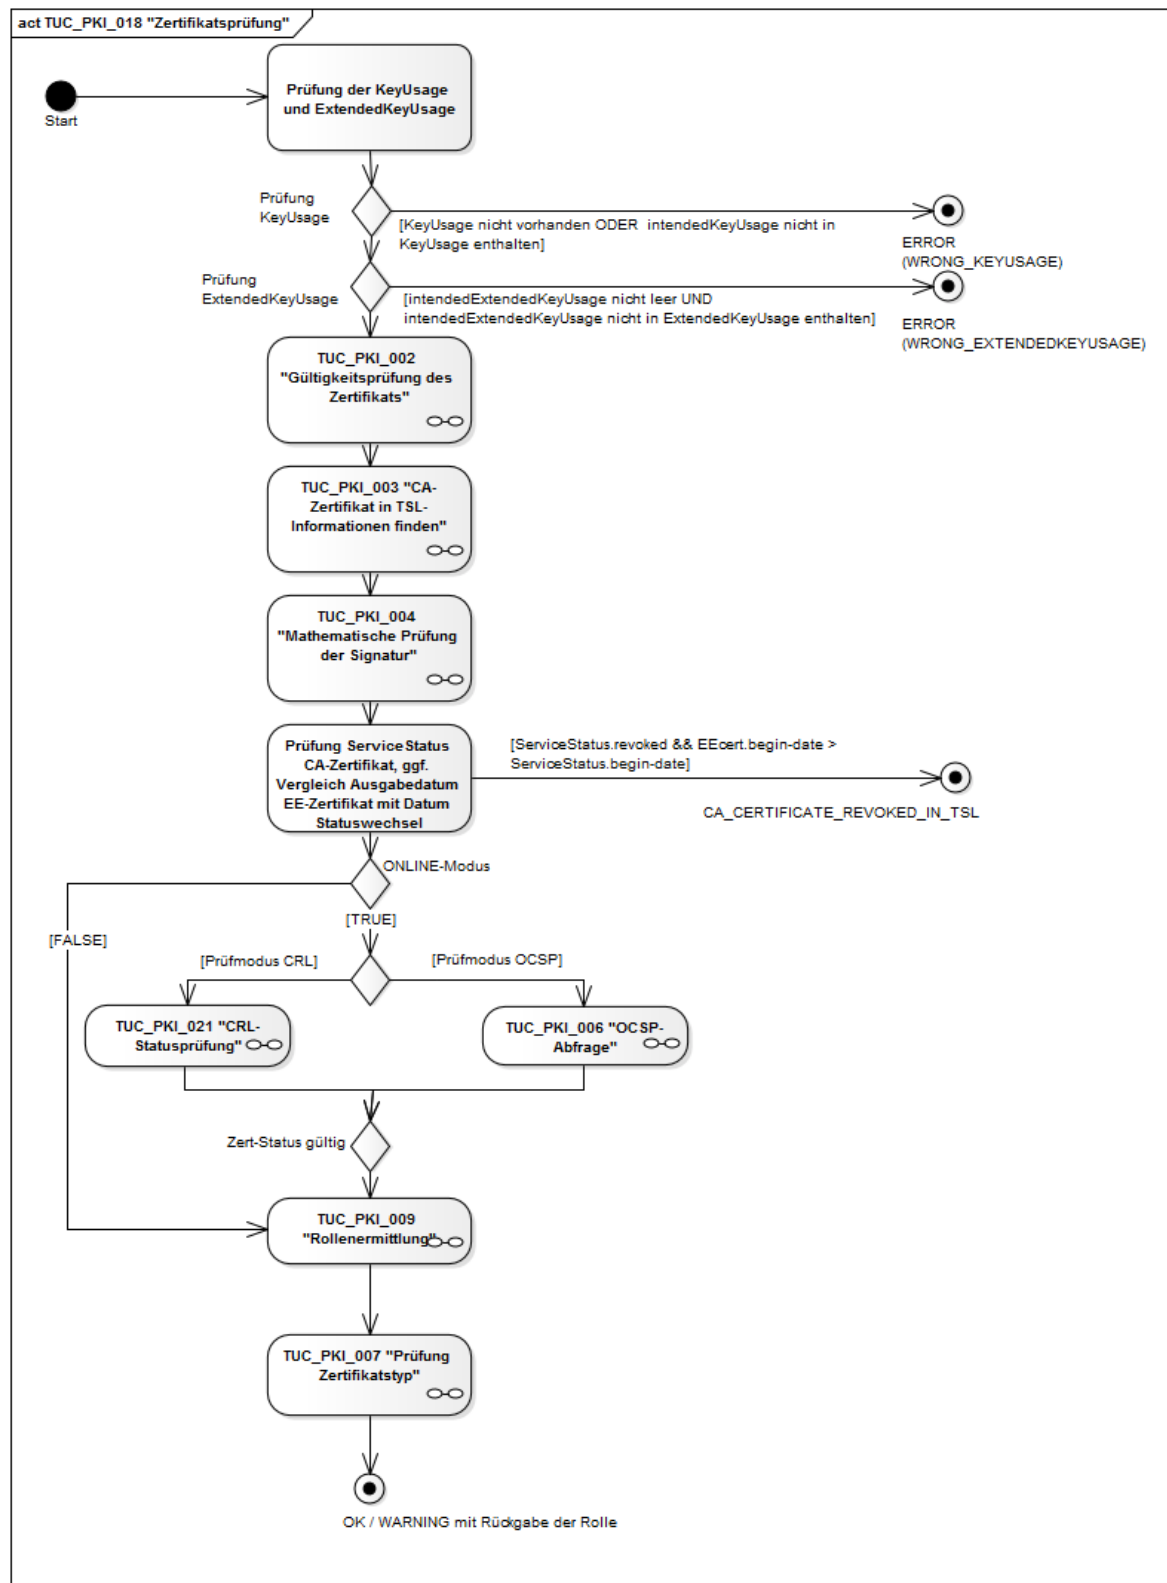 act TUC_PKI_018 "Zertifikatsprüfung"
Prüfung der KeyUsage
und ExtendedKeyUsage
Start
Prüfung
KeyUsage
[KeyUsage nicht vorhanden ODER intendedKeyUsage nicht in
KeyUsage enthalten]
ERROR
(WRONG_KEYUSAGE)
Prüfung
ExtendedKeyUsage
[intendedExtendedKeyUsage nicht leer UND
intendedExtendedKeyUsage nicht in ExtendedKeyUsage enthalten]
ERROR
(WRONG_EXTENDEDKEYUSAGE)
TUC_PKI_002
"Gültigkeitsprüfung des
Zertifikats"
TUC_PKI_003 "CA-
Zertifikat in TSL-
Informationen finden"
TUC_PKI_004
"Mathematische Prüfung
der Signatur"
Prüfung ServiceStatus
CA-Zertifikat, ggf.
Vergleich Ausgabedatum
EE-Zertifikat mit Datum
Statuswechsel
[ServiceStatus.revoked && EEcert.begin-date >
ServiceStatus.begin-date]
CA_CERTIFICATE_REVOKED_IN_TSL
ONLINE-Modus
[TRUE]
[FALSE]
[Prüfmodus CRL]
[Prüfmodus OCSP]
TUC_PKI_021 "CRL-
Statusprüfung"
TUC_PKI_006 "OCSP-
Abfrage"
Zert-Status gültig
TUC_PKI_009
"Rollenermittlung"
TUC_PKI_007 "Prüfung
Zertifikatstyp"
OK / WARNING mit Rückgabe der Rolle